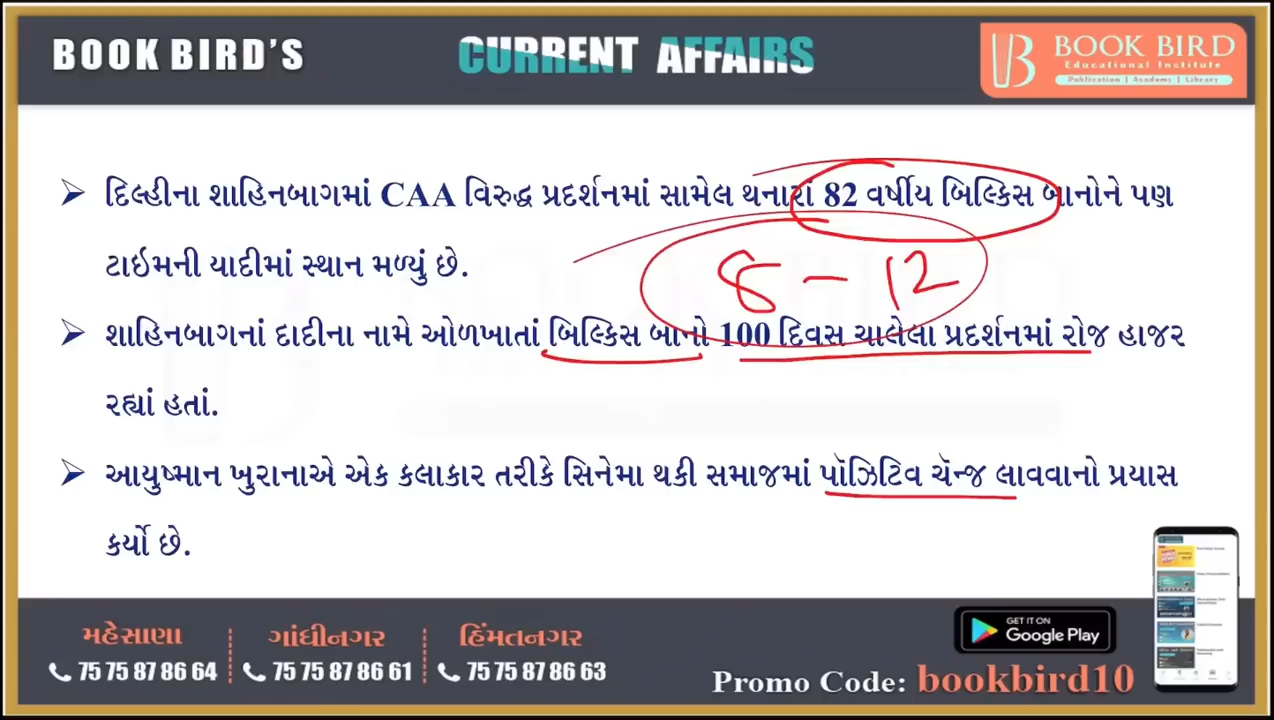 BOOK BIRD'S
CURRENT AFFAIRS
BOOK BIRD
Educational Institute
Publication | Academy | Library
➢ દિલ્હીના શાહિનબાગમાં CAA વિરુદ્ધ પ્રદર્શનમાં સામેલ થનારાં 82 વર્ષીય બિલ્કિસ બાનોને પણ
ટાઇમની યાદીમાં સ્થાન મળ્યું છે.
8 - 12
➢ શાહિનબાગનાં દાદીના નામે ઓળખાતાં બિલ્કિસ બાનો 100 દિવસ ચાલેલા પ્રદર્શનમાં રોજ હાજર
રહ્યાં હતાં.
➢ આયુષ્માન ખુરાનાએ એક કલાકાર તરીકે સિનેમા થકી સમાજમાં પૉઝિટિવ ચૅન્જ લાવવાનો પ્રયાસ
કર્યો છે.
મહેસાણા
75 75 87 86 64
ગાંધીનગર
75 75 87 86 61
હિંમતનગર
75 75 87 86 63
GET IT ON
Google Play
Promo Code: bookbird10